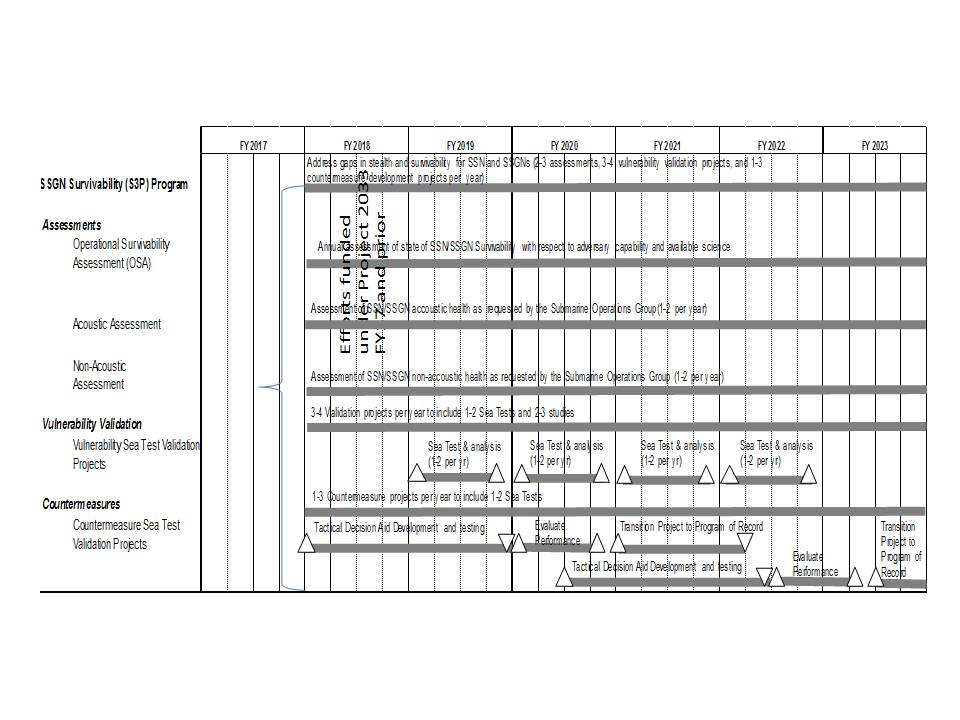 FY 2017 FY 2018 FY 2019 FY 2020 FY 2021 FY 2022 FY 2023
Address gaps in stealth and survivability for SSN and SSGNs (2-3 assessments, 3-4 vulnerability validation projects, and 1-3
countermeasure development projects per year)
SSGN Survivability (S3P) Program
Efforts funded
under Project 2033
FY 17 and prior
Assessments
Operational Survivability
Assessment (OSA)
Annual assessment of state of SSN/SSGN Survivability with respect to adversary capability and available science
Assessment of SSN/SSGN accoustic health as requested by the Submarine Operations Group (1-2 per year)
Acoustic Assessment
Non-Acoustic
Assessment
Assessment of SSN/SSGN non-accoustic health as requested by the Submarine Operations Group (1-2 per year)
3-4 Validation projects per year to include 1-2 Sea Tests and 2-3 studies
Vulnerability Validation
Vulnerability Sea Test Validation
Projects
Sea Test & analysis
(1-2 per yr)
Sea Test & analysis
(1-2 per yr)
Sea Test & analysis
(1-2 per yr)
Sea Test & analysis
(1-2 per yr)
1-3 Countermeasure projects per year to include 1-2 Sea Tests
Countermeasures
Countermeasure Sea Test
Validation Projects
Tactical Decision Aid Development and testing
Evaluate
Performance
Transition Project to Program of Record
Tactical Decision Aid Development and testing
Evaluate
Performance
Transition
Project to
Program of
Record